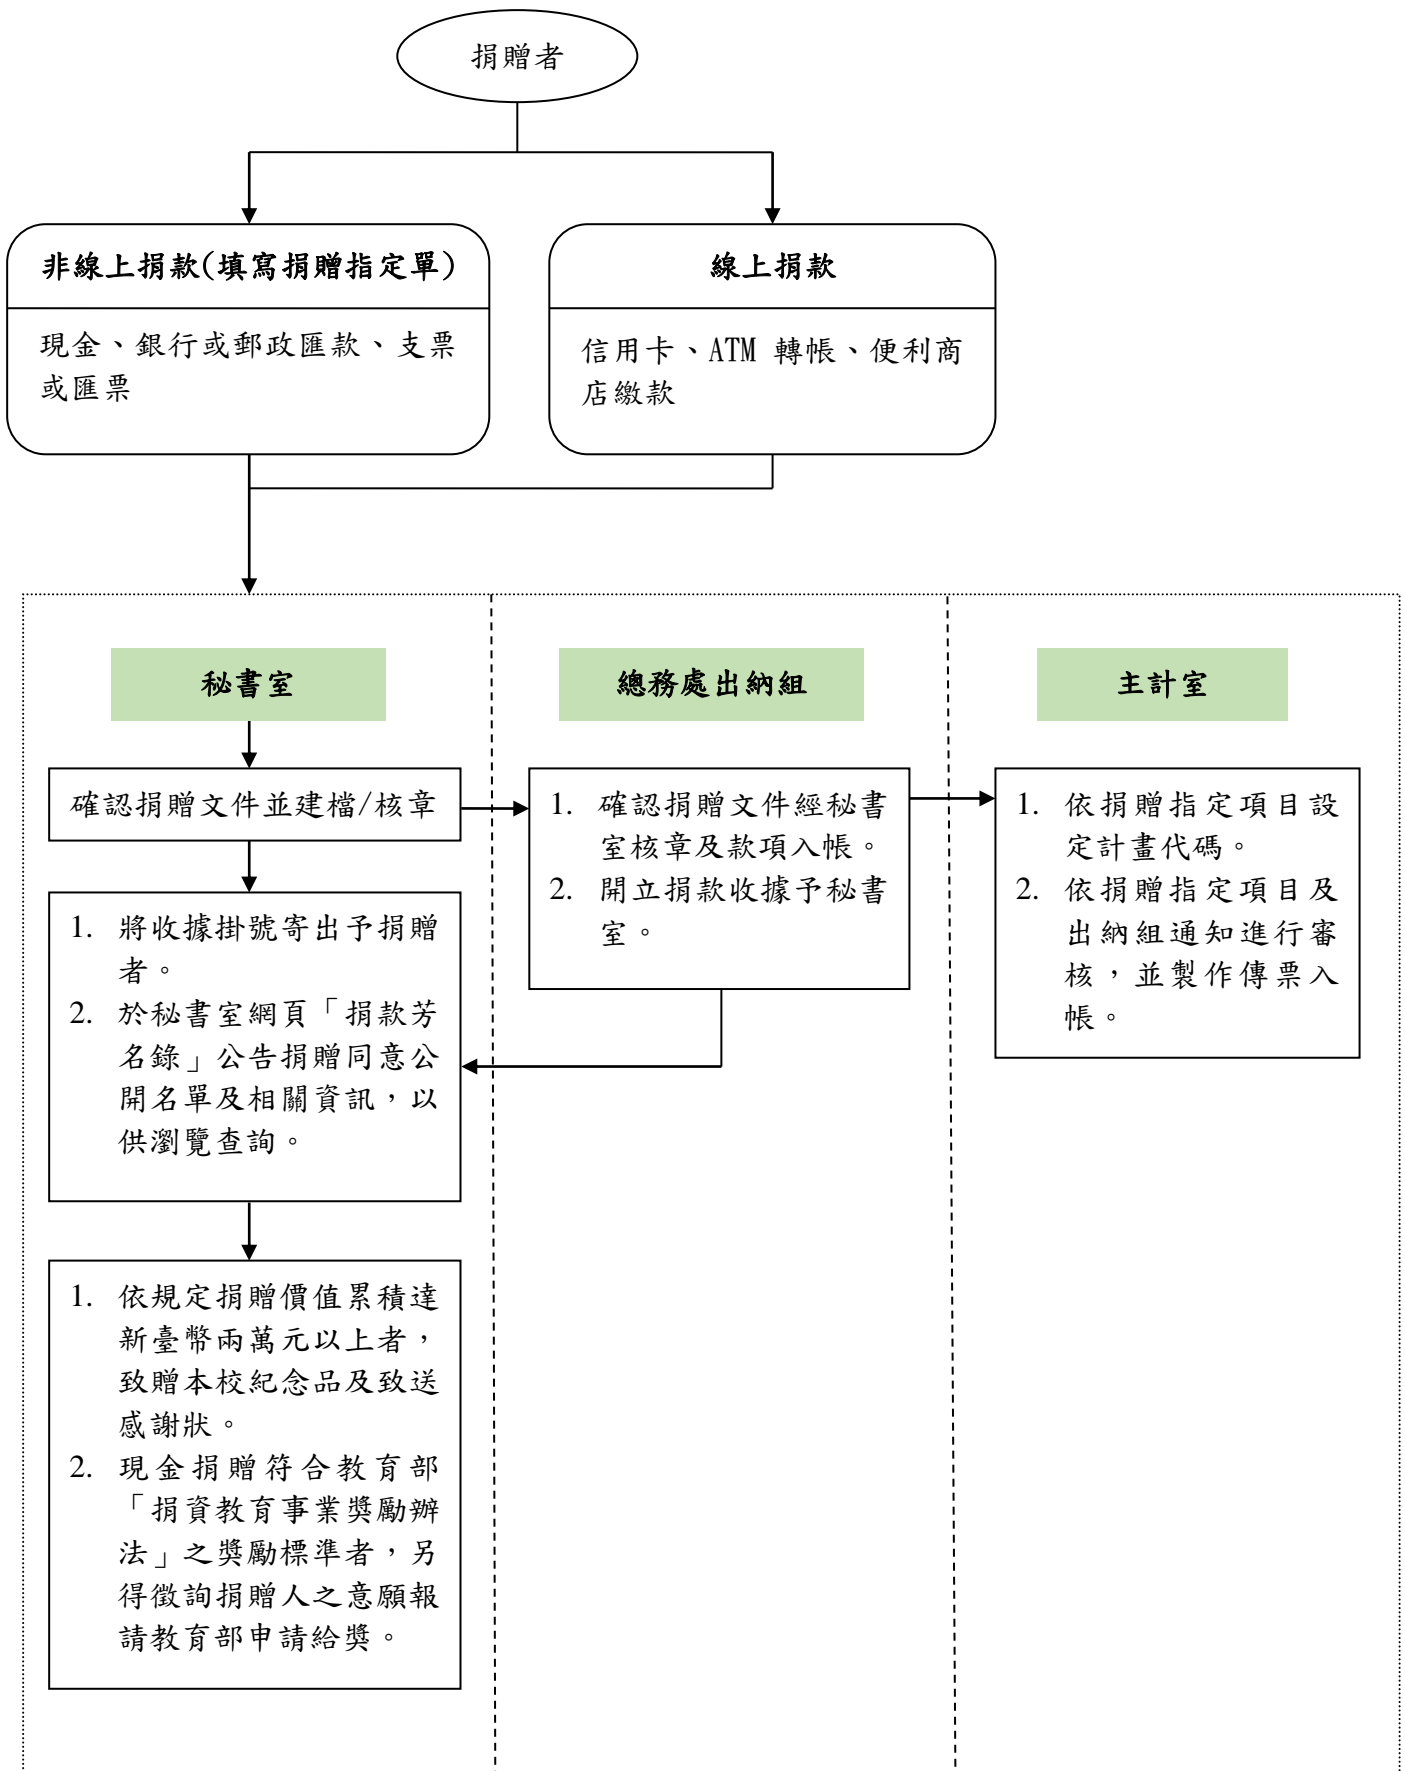 捐贈者
非線上捐款(填寫捐贈指定單)
現金、銀行或郵政匯款、支票
或匯票
線上捐款
信用卡、ATM 轉帳、便利商
店繳款
秘書室
確認捐贈文件並建檔/核章
1. 將收據掛號寄出予捐贈
者。
2. 於秘書室網頁「捐款芳
名錄」公告捐贈同意公
開名單及相關資訊，以
供瀏覽查詢。
1. 依規定捐贈價值累積達
新臺幣兩萬元以上者，
致贈本校紀念品及致送
感謝狀。
2. 現金捐贈符合教育部
「捐資教育事業獎勵辦
法」之獎勵標準者，另
得徵詢捐贈人之意願報
請教育部申請給獎。
總務處出納組
1. 確認捐贈文件經秘書
室核章及款項入帳。
2. 開立捐款收據予秘書
室。
主計室
1. 依捐贈指定項目設
定計畫代碼。
2. 依捐贈指定項目及
出納組通知進行審
核，並製作傳票入
帳。